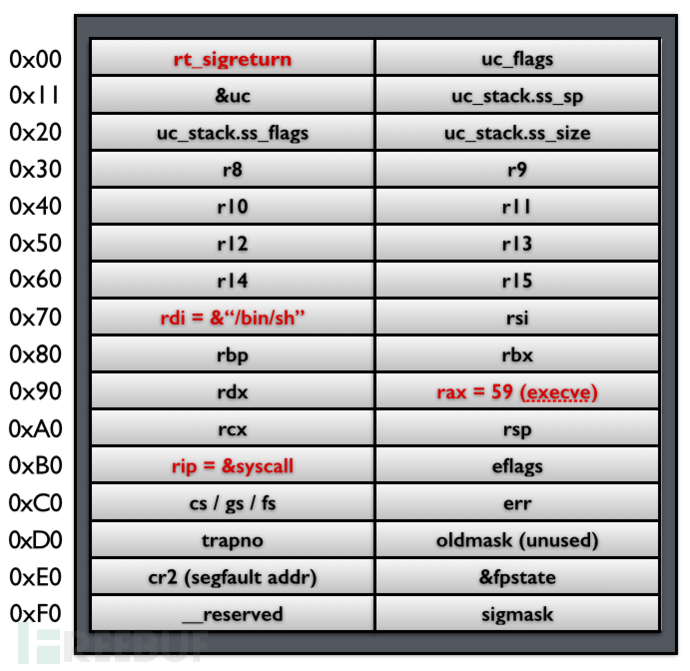 0x00 rt_sigreturn uc_flags
0x11 &uc uc_stack.ss_sp
0x20 uc_stack.ss_flags uc_stack.ss_size
0x30 r8 r9
0x40 r10 r11
0x50 r12 r13
0x60 r14 r15
0x70 rdi = &“/bin/sh” rsi
0x80 rbp rbx
0x90 rdx rax = 59 (execve)
0xA0 rcx rsp
0xB0 rip = &syscall eflags
0xC0 cs / gs / fs err
0xD0 trapno oldmask (unused)
0xE0 cr2 (segfault addr) &fpstate
0xF0 __reserved sigmask
FREEBUF